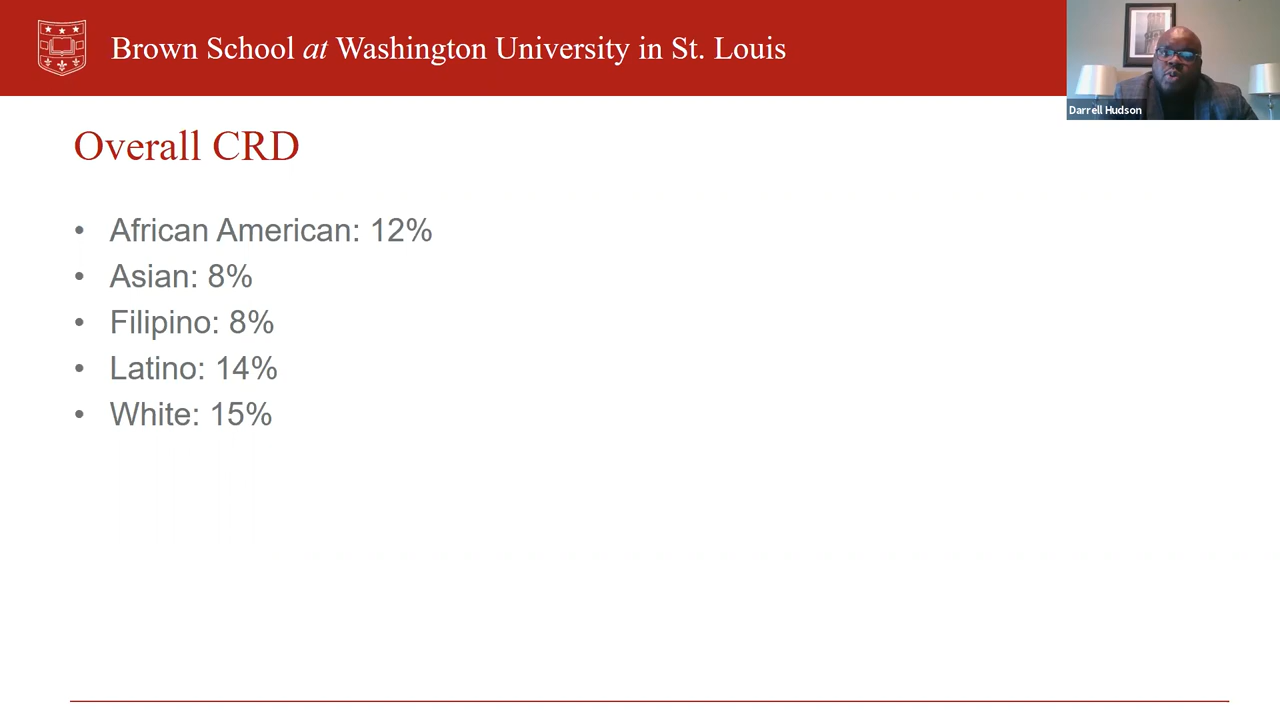 Brown School at Washington University in St. Louis
Darrell Hudson
Overall CRD
• African American: 12%
• Asian: 8%
• Filipino: 8%
• Latino: 14%
• White: 15%